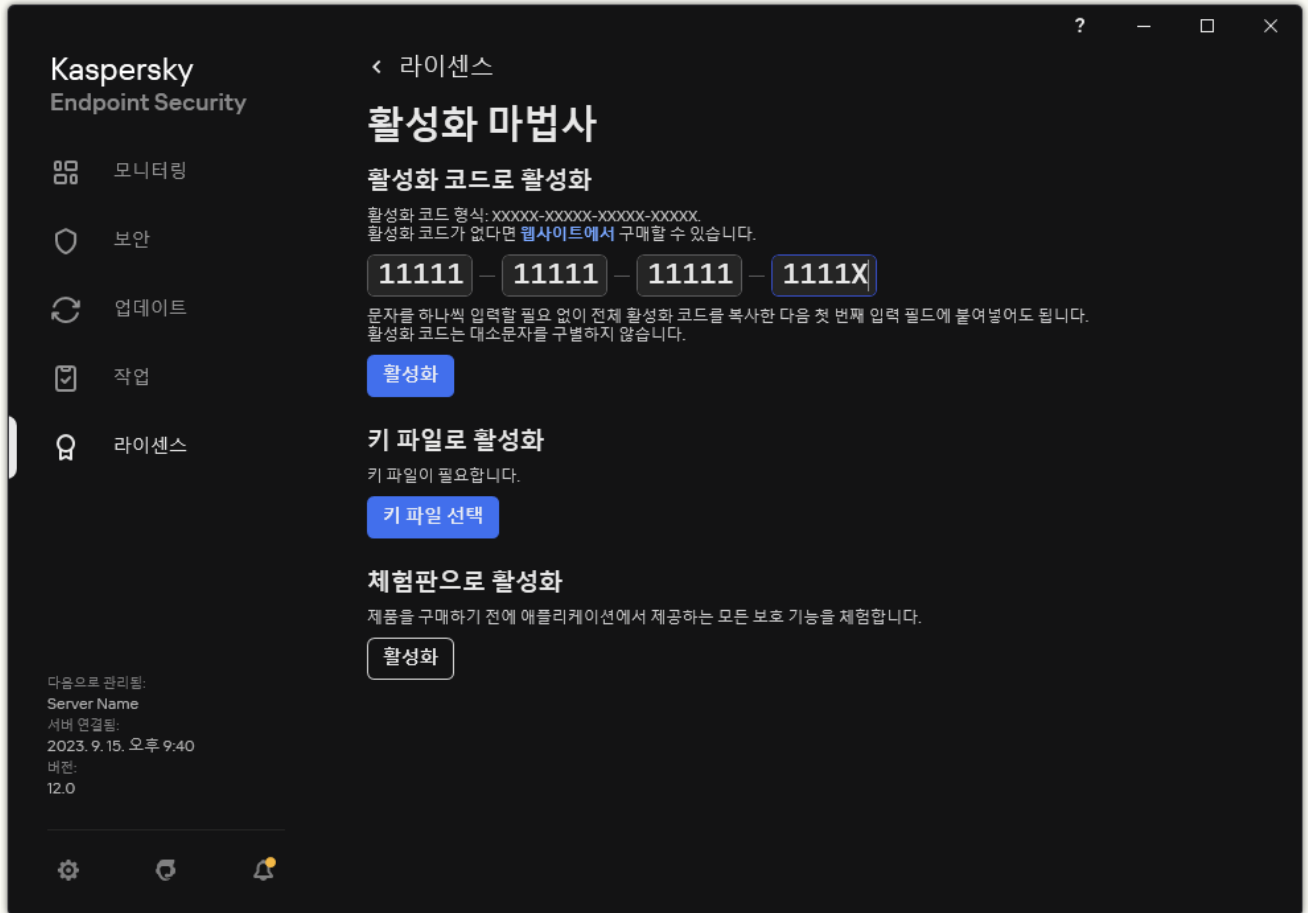 ?
Kaspersky
Endpoint Security
모니터링
보안
업데이트
작업
라이센스
다음으로 관리됨:
Server Name
서버 연결됨:
2023. 9. 15. 오후 9:40
버전:
12.0
라이센스
활성화 마법사
활성화 코드로 활성화
활성화 코드 형식: XXXXX-XXXXX-XXXXX-XXXXX.
활성화 코드가 없다면 웹사이트에서 구매할 수 있습니다.
11111 – 11111 – 11111 – 1111X
문자를 하나씩 입력할 필요 없이 전체 활성화 코드를 복사한 다음 첫 번째 입력 필드에 붙여넣어도 됩니다.
활성화 코드는 대소문자를 구별하지 않습니다.
활성화
키 파일로 활성화
키 파일이 필요합니다.
키 파일 선택
체험판으로 활성화
제품을 구매하기 전에 애플리케이션에서 제공하는 모든 보호 기능을 체험합니다.
활성화